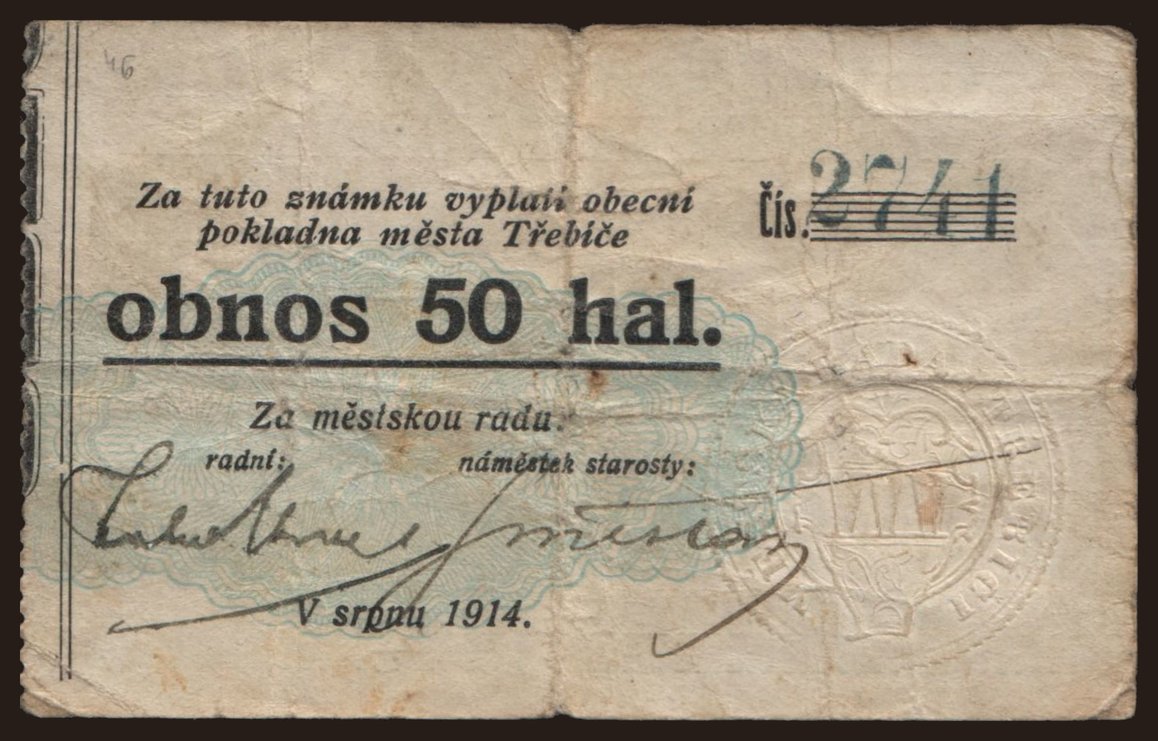 46
Za tuto známku vyplatí obecní
pokladna města Třebíče
Čís. 2741
obnos 50 hal.
Za městskou radu:
radní: náměstek starosty:
V srpnu 1914.